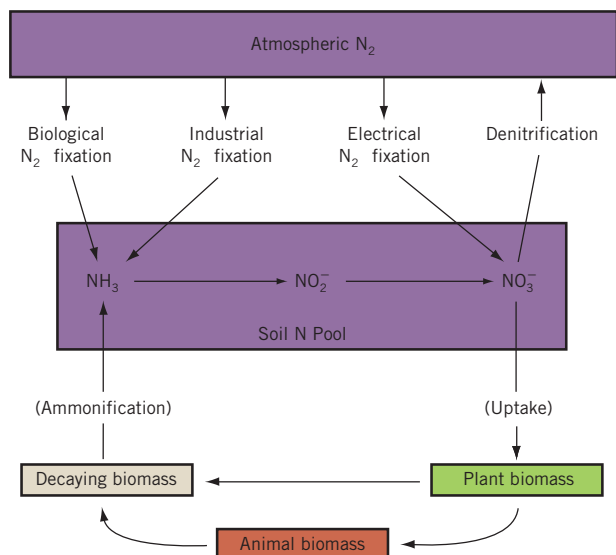 Atmospheric N₂
Biological
N₂ fixation
Industrial
N₂ fixation
Electrical
N₂ fixation
Denitrification
NH₃
NO₂⁻
NO₃⁻
Soil N Pool
(Ammonification)
(Uptake)
Decaying biomass
Plant biomass
Animal biomass